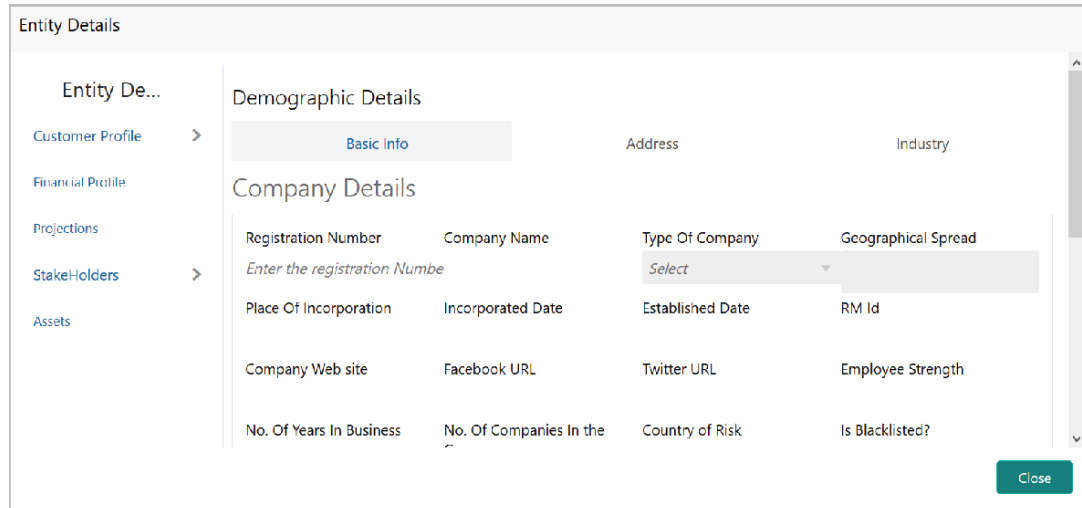 Entity Details
Entity De...
Customer Profile
Financial Profile
Projections
StakeHolders
Assets
Demographic Details
Basic Info Address Industry
Company Details
Registration Number Company Name Type Of Company Geographical Spread
Enter the registration Numbe Select
Place Of Incorporation Incorporated Date Established Date RM Id
Company Web site Facebook URL Twitter URL Employee Strength
No. Of Years In Business No. Of Companies In the Country of Risk Is Blacklisted?
Close